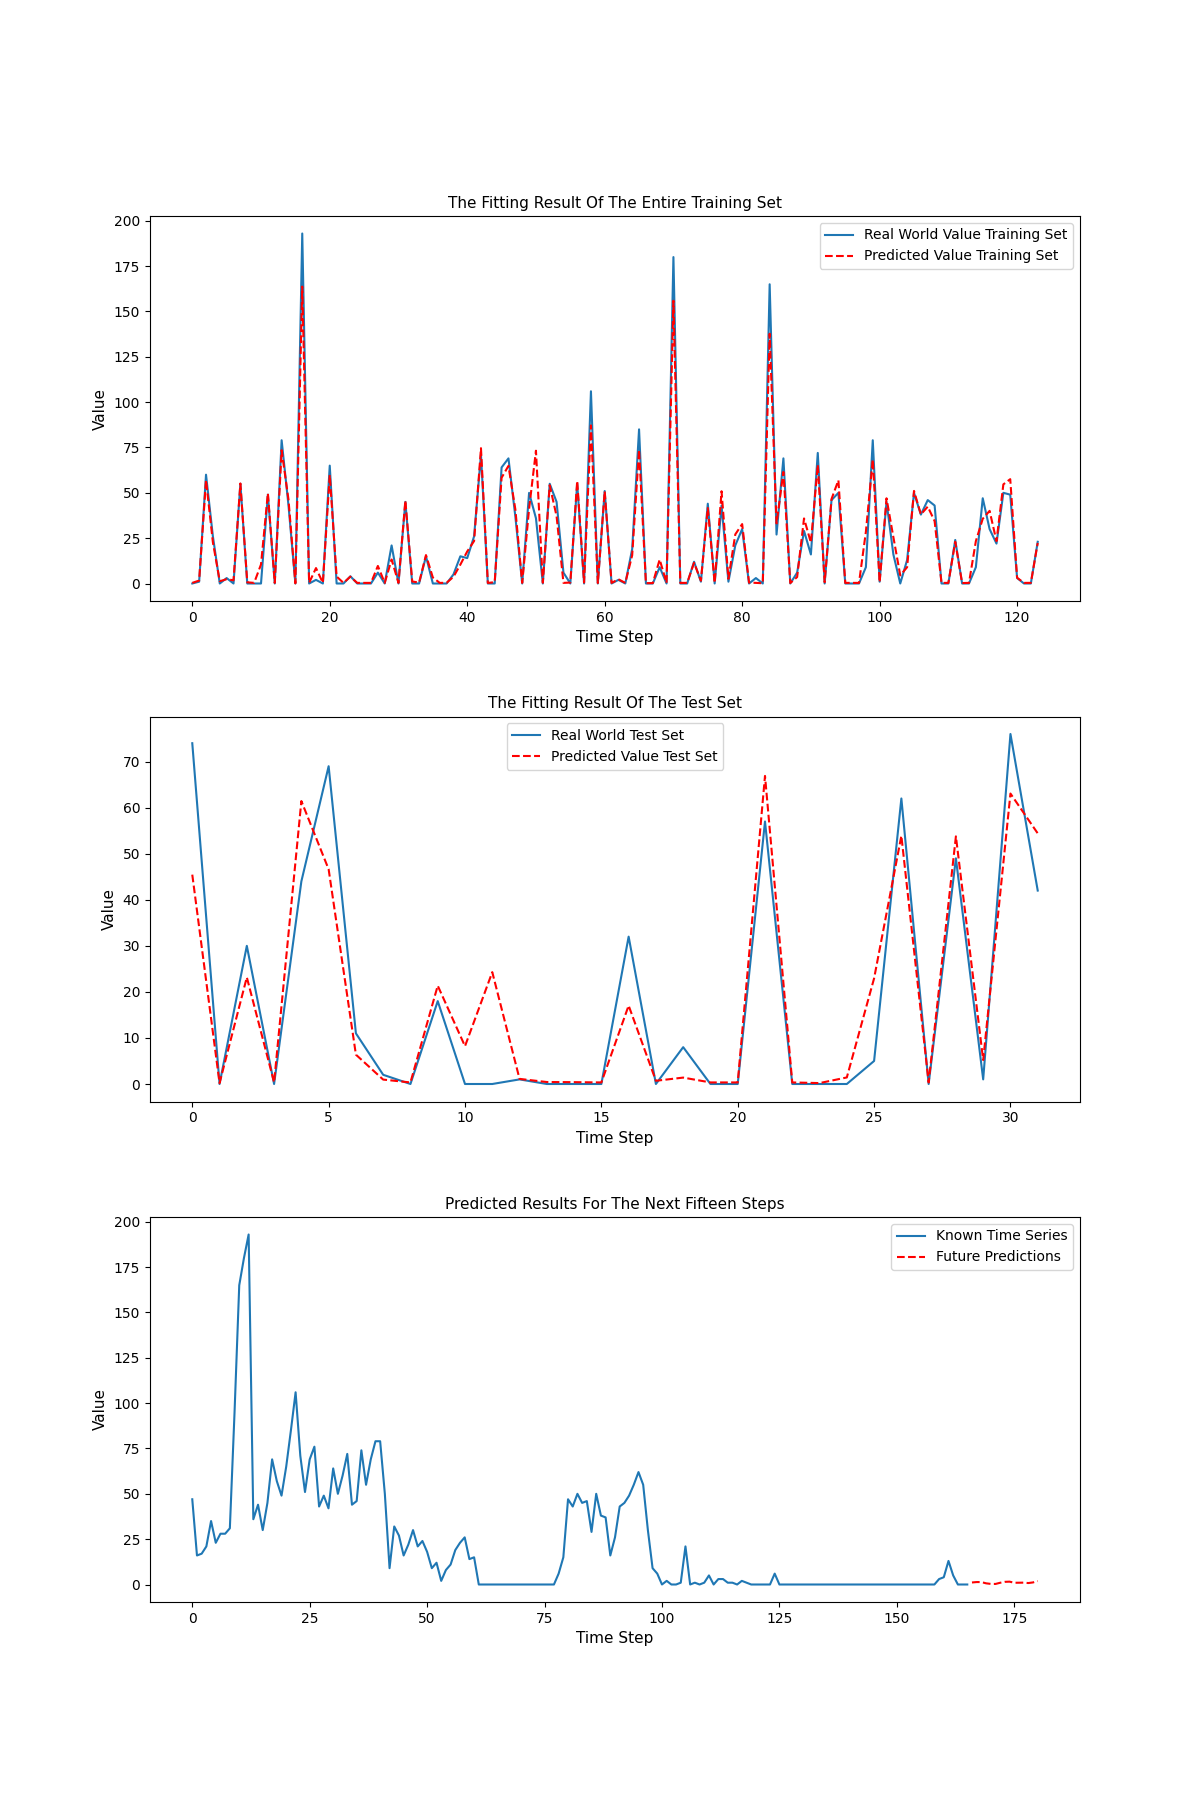 The Fitting Result Of The Entire Training Set
200
175
150
125
100
75
50
25
0
Value
Real World Value Training Set
Predicted Value Training Set
0 20 40 60 80 100 120
Time Step
The Fitting Result Of The Test Set
70
60
50
40
30
20
10
0
Value
Real World Test Set
Predicted Value Test Set
0 5 10 15 20 25 30
Time Step
Predicted Results For The Next Fifteen Steps
200
175
150
125
100
75
50
25
0
Value
Known Time Series
Future Predictions
0 25 50 75 100 125 150 175
Time Step